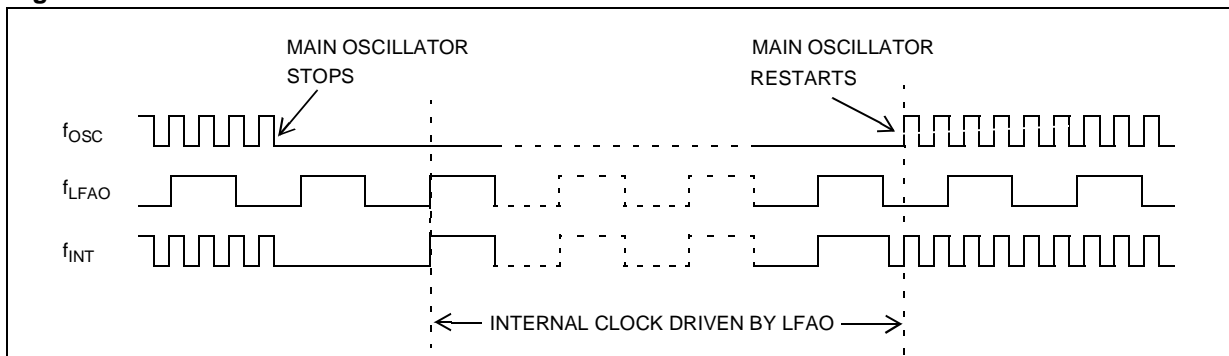 MAIN OSCILLATOR
STOPS
MAIN OSCILLATOR
RESTARTS
fOSC
fLFAO
fINT
INTERNAL CLOCK DRIVEN BY LFAO